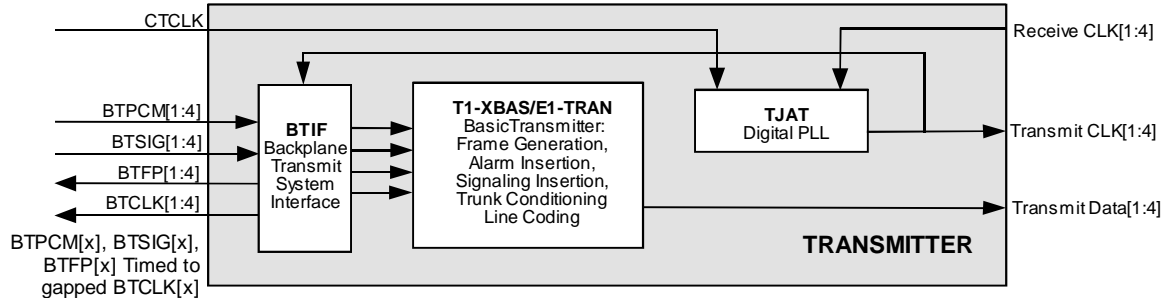 CTCLK
BTPCM[1:4]
BTSIG[1:4]
BTFP[1:4]
BTCLK[1:4]
BTPCM[x], BTSIG[x],
BTFP[x] Timed to
gapped BTCLK[x]
BTIF
Backplane
Transmit
System
Interface
T1-XBAS/E1-TRAN
BasicTransmitter:
Frame Generation,
Alarm Insertion,
Signaling Insertion,
Trunk Conditioning
Line Coding
TJAT
Digital PLL
TRANSMITTER
Receive CLK[1:4]
Transmit CLK[1:4]
Transmit Data[1:4]